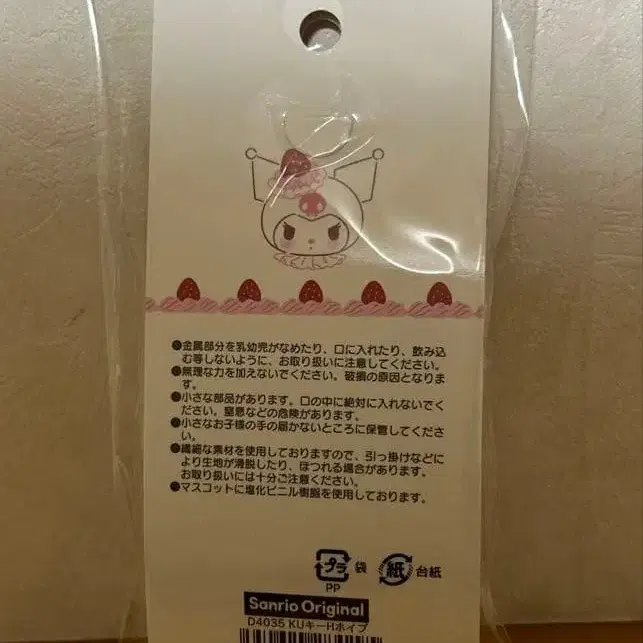 ●金属部分を乳幼児がなめたり、口に入れたり、飲み込
む等しないように、お取り扱いに注意してください。
●無理な力を加えないでください。破損の原因となりま
す。
●小さな部品があります。口の中に絶対に入れないでく
ださい。窒息などの危険があります。
●小さなお子様の手の届かないところに保管してくださ
い。
●繊細な素材を使用しておりますので、引っ掛けなどに
より生地が滑脱したり、ほつれる場合があります。
お取り扱いには十分ご注意ください。
●マスコットに塩化ビニル樹脂を使用しております。
プラ 袋 紙 台紙
PP
Sanrio Original
D4035 KUキーHホイプ